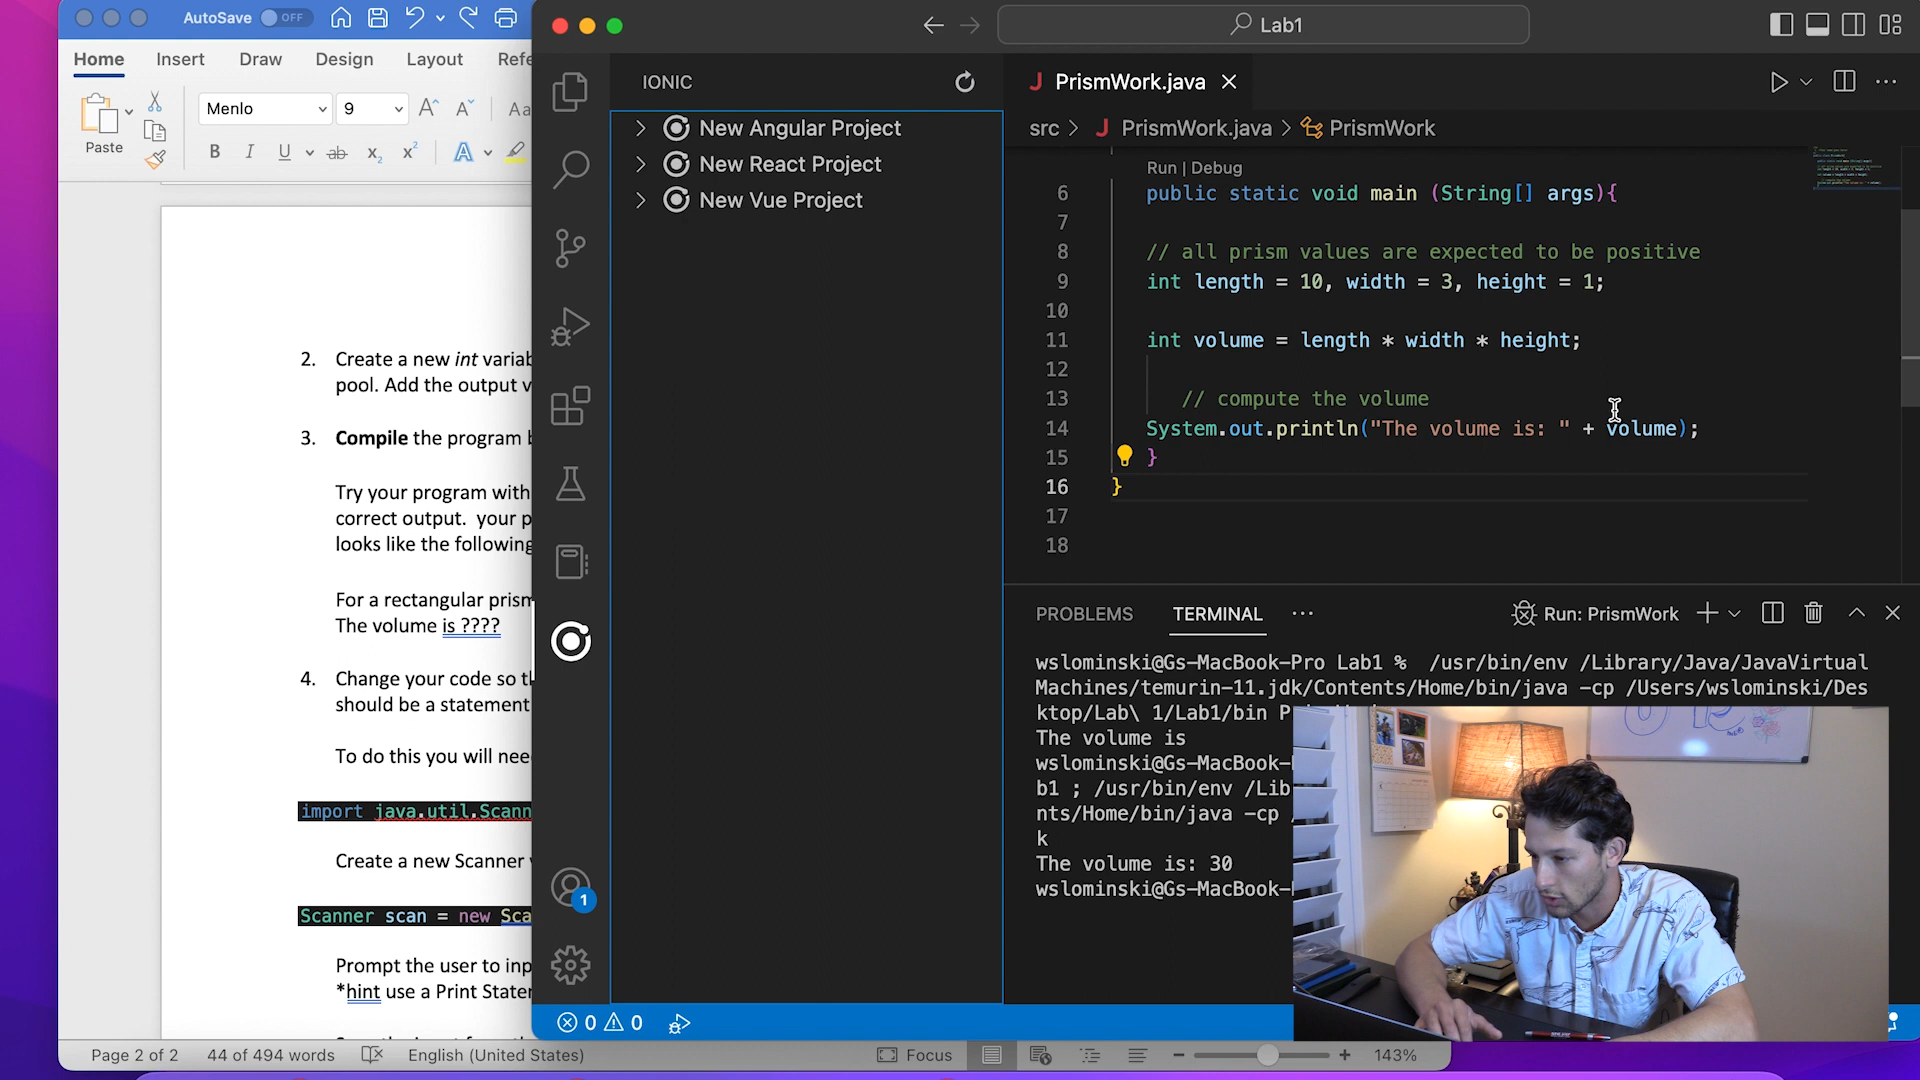 AutoSave OFF
Home Insert Draw Design Layout Refe
Paste
Menlo
9
Aa
B I U ab x2 x2 A
2. Create a new int variab
pool. Add the output v
3. Compile the program b
Try your program with
correct output. your p
looks like the following
For a rectangular prism
The volume is ????
4. Change your code so th
should be a statement
To do this you will nee
import java.util.Scann
Create a new Scanner
Scanner scan = new Sca
Prompt the user to inp
*hint use a Print State
Page 2 of 2 44 of 494 words English (United States) Focus 143%
Lab1
IONIC
New Angular Project
New React Project
New Vue Project
1
0 0
PrismWork.java
src > PrismWork.java > PrismWork
Run | Debug
6 public static void main (String[] args){
7
8 // all prism values are expected to be positive
9 int length = 10, width = 3, height = 1;
10
11 int volume = length * width * height;
12
13 // compute the volume
14 System.out.println("The volume is: " + volume);
15 }
16 }
17
18
PROBLEMS TERMINAL Run: PrismWork
wslominski@Gs-MacBook-Pro Lab1 % /usr/bin/env /Library/Java/JavaVirtual
Machines/temurin-11.jdk/Contents/Home/bin/java -cp /Users/wslominski/Des
ktop/Lab\ 1/Lab1/bin
The volume is
wslominski@Gs-MacBook-
b1 ; /usr/bin/env /Lib
nts/Home/bin/java -cp
k
The volume is: 30
wslominski@Gs-MacBook-